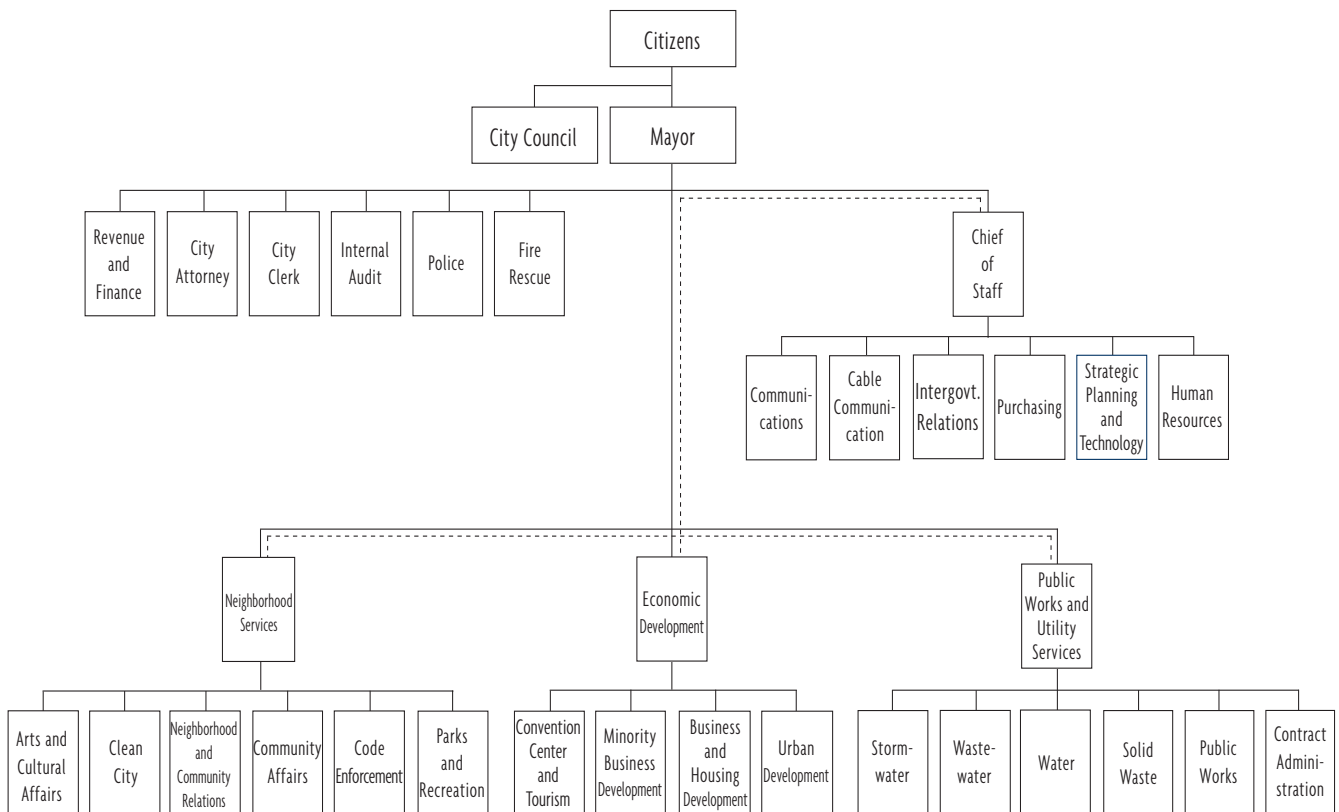 Citizens
City Council
Mayor
Revenue
and
Finance
City
Attorney
City
Clerk
Internal
Audit
Police
Fire
Rescue
Chief
of
Staff
Communi-
cations
Cable
Communi-
cation
Intergovt.
Relations
Purchasing
Strategic
Planning
and
Technology
Human
Resources
Neighborhood
Services
Economic
Development
Public
Works and
Utility
Services
Arts and
Cultural
Affairs
Clean
City
Neighborhood
and
Community
Relations
Community
Affairs
Code
Enforcement
Parks
and
Recreation
Convention
Center
and
Tourism
Minority
Business
Development
Business
and
Housing
Development
Urban
Development
Storm-
water
Waste-
water
Water
Solid
Waste
Public
Works
Contract
Admini-
stration